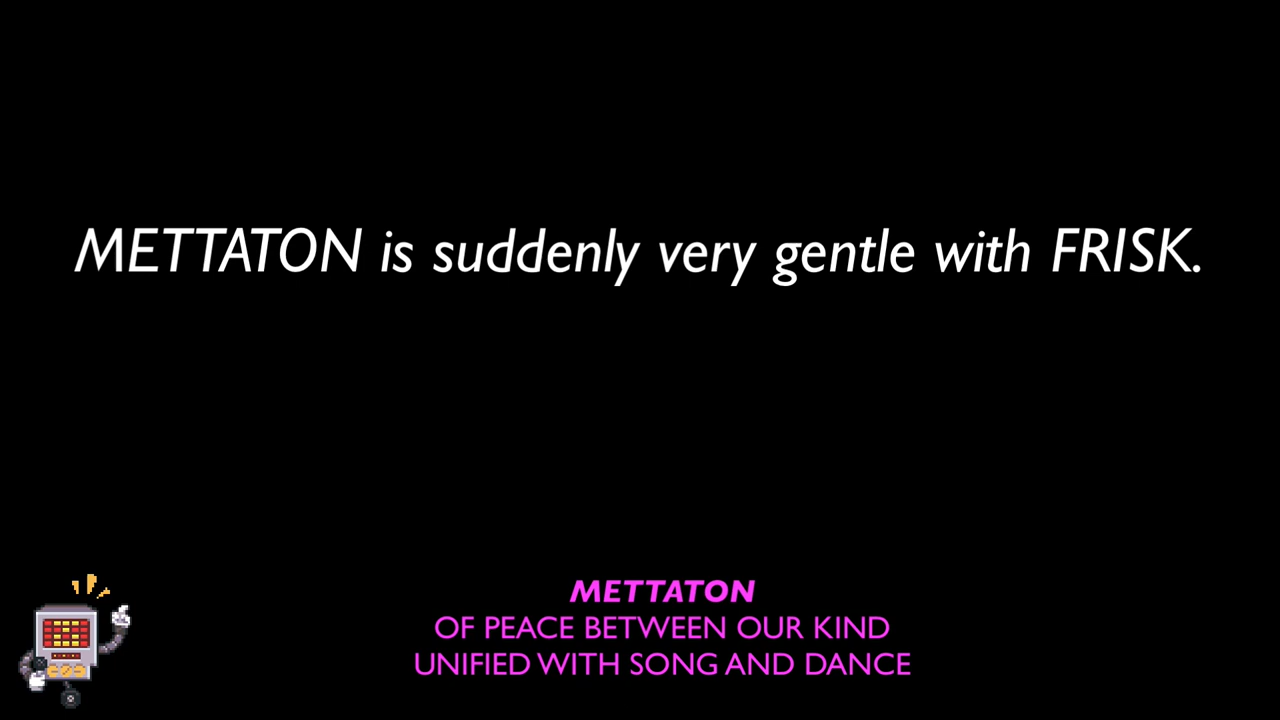 METTATON is suddenly very gentle with FRISK.
METTATON
OF PEACE BETWEEN OUR KIND
UNIFIED WITH SONG AND DANCE